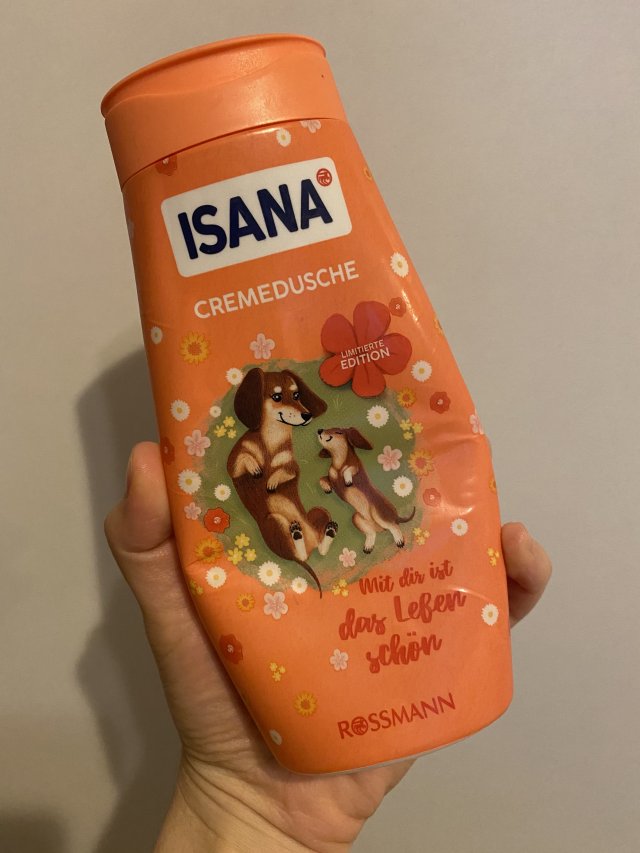 ISANA
CREMEDUSCHE
LIMITIERTE
EDITION
Mit dir ist
das Leben
schön
ROSSMANN